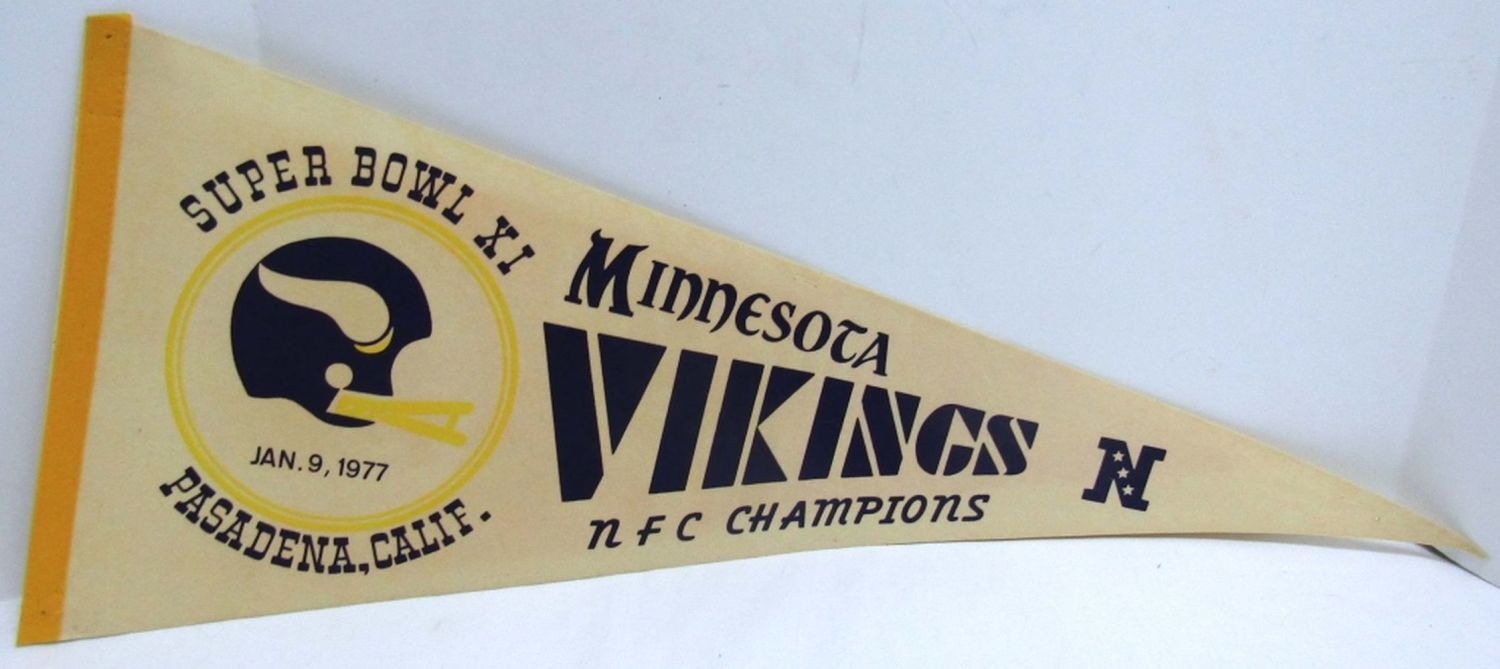 SUPER BOWL XI
JAN. 9, 1977
PASADENA, CALIF.
MINNESOTA
VIKINGS
NFC CHAMPIONS
N